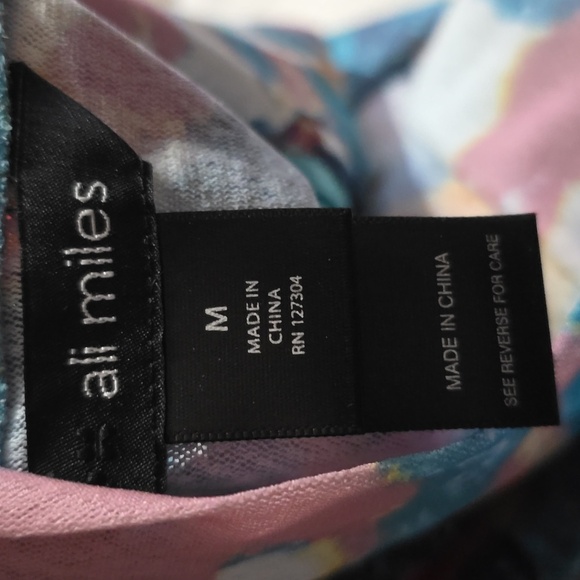 ali miles
M
MADE IN
CHINA
RN 127304
MADE IN CHINA
SEE REVERSE FOR CARE